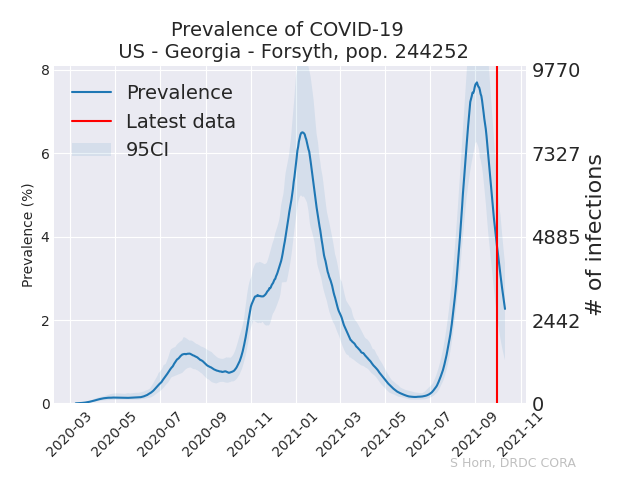 Prevalence of COVID-19
US - Georgia - Forsyth, pop. 244252
Prevalence
Latest data
95CI
Prevalence (%)
8
6
4
2
0
9770
7327
4885
2442
0
# of infections
2020-03
2020-05
2020-07
2020-09
2020-11
2021-01
2021-03
2021-05
2021-07
2021-09
2021-11
S Horn, DRDC CORA